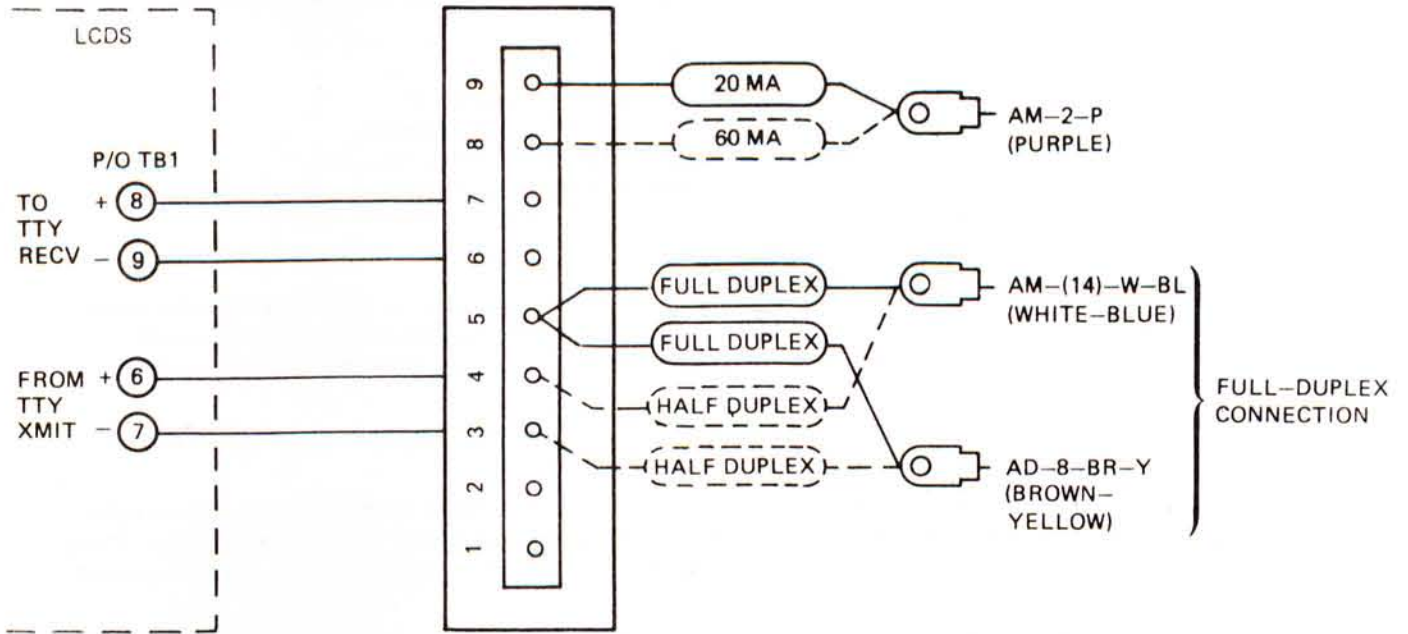 LCDS
P/O TB1
TO
TTY
RECV
+ 8
- 9
FROM
TTY
XMIT
+ 6
- 7
9
8
7
6
5
4
3
2
1
20 MA
60 MA
FULL DUPLEX
FULL DUPLEX
HALF DUPLEX
HALF DUPLEX
AM-2-P
(PURPLE)
AM-(14)-W-BL
(WHITE-BLUE)
AD-8-BR-Y
(BROWN-
YELLOW)
FULL-DUPLEX
CONNECTION